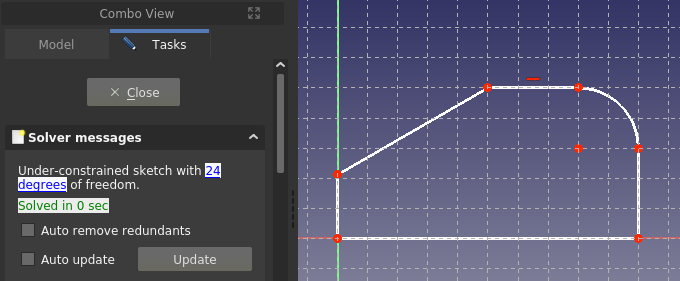 Combo View
Model
Tasks
Close
Solver messages
Under-constrained sketch with 24
degrees of freedom.
Solved in 0 sec
Auto remove redundants
Auto update
Update